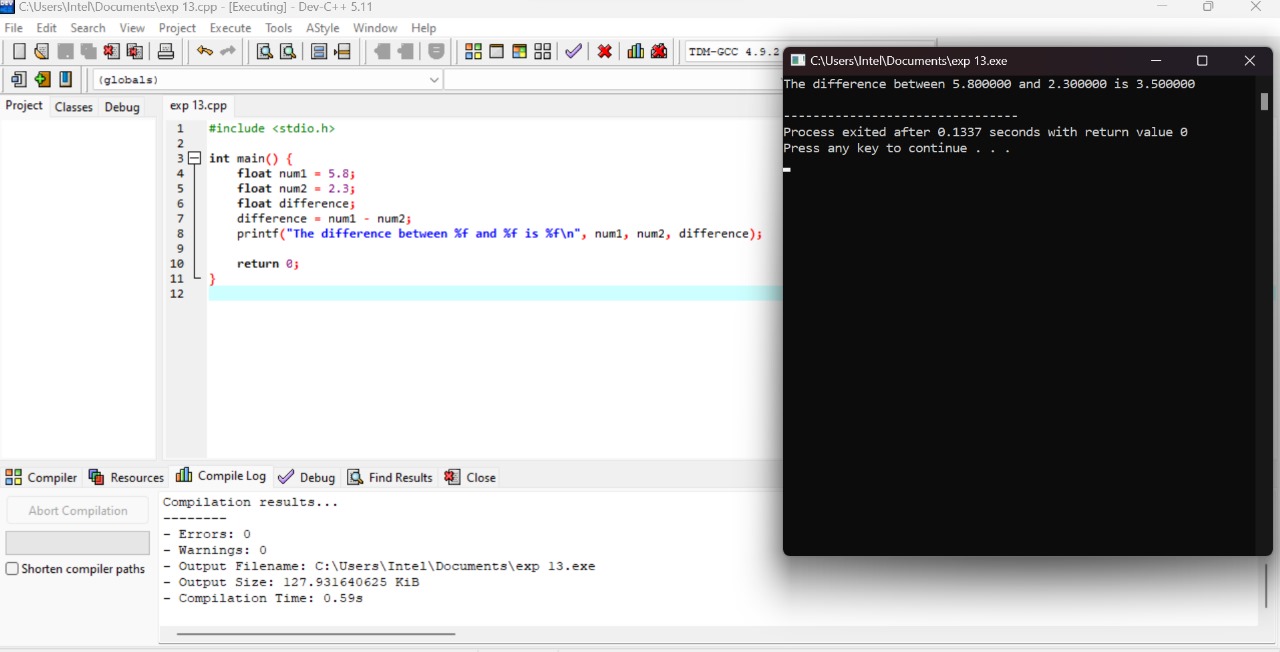 C:\Users\Intel\Documents\exp 13.cpp - [Executing] - Dev-C++ 5.11
File Edit Search View Project Execute Tools AStyle Window Help
TDM-GCC 4.9.2
(globals)
Project Classes Debug
exp 13.cpp
1 #include <stdio.h>
2
3 int main() {
4 float num1 = 5.8;
5 float num2 = 2.3;
6 float difference;
7 difference = num1 - num2;
8 printf("The difference between %f and %f is %f\n", num1, num2, difference);
9
10 return 0;
11 }
12
C:\Users\Intel\Documents\exp 13.exe
The difference between 5.800000 and 2.300000 is 3.500000
--------------------------------
Process exited after 0.1337 seconds with return value 0
Press any key to continue . . .
Compiler Resources Compile Log Debug Find Results Close
Abort Compilation
Shorten compiler paths
Compilation results...
--------
- Errors: 0
- Warnings: 0
- Output Filename: C:\Users\Intel\Documents\exp 13.exe
- Output Size: 127.931640625 KiB
- Compilation Time: 0.59s